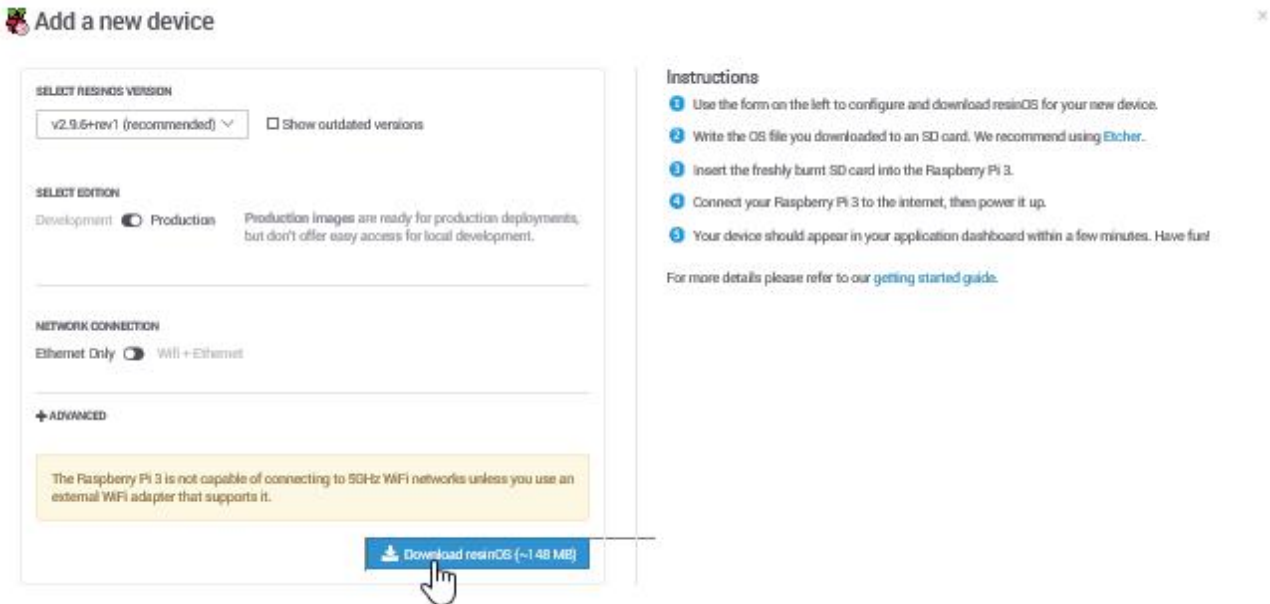 Add a new device
×
SELECT RESINOS VERSION
v2.9.6+rev1 (recommended)
Show outdated versions
SELECT EDITION
Development Production
Production images are ready for production deployments,
but don't offer easy access for local development.
NETWORK CONNECTION
Ethernet Only Wifi + Ethernet
+ ADVANCED
The Raspberry Pi 3 is not capable of connecting to 5GHz WiFi networks unless you use an
external WiFi adapter that supports it.
Download resinOS (~148 MB)
Instructions
1 Use the form on the left to configure and download resinOS for your new device.
2 Write the OS file you downloaded to an SD card. We recommend using Etcher.
3 Insert the freshly burnt SD card into the Raspberry Pi 3.
4 Connect your Raspberry Pi 3 to the internet, then power it up.
5 Your device should appear in your application dashboard within a few minutes. Have fun!
For more details please refer to our getting started guide.